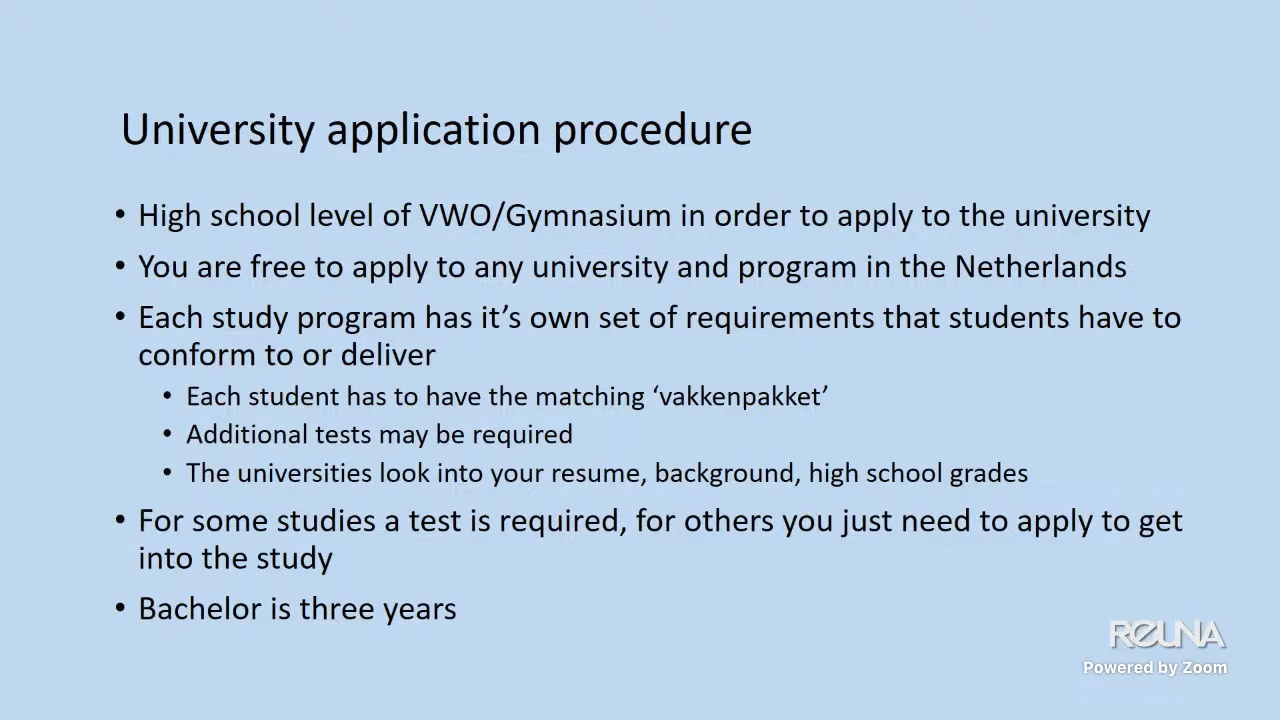 University application procedure
• High school level of VWO/Gymnasium in order to apply to the university
• You are free to apply to any university and program in the Netherlands
• Each study program has it’s own set of requirements that students have to
conform to or deliver
• Each student has to have the matching ‘vakkenpakket’
• Additional tests may be required
• The universities look into your resume, background, high school grades
• For some studies a test is required, for others you just need to apply to get
into the study
• Bachelor is three years
REUNA
Powered by Zoom